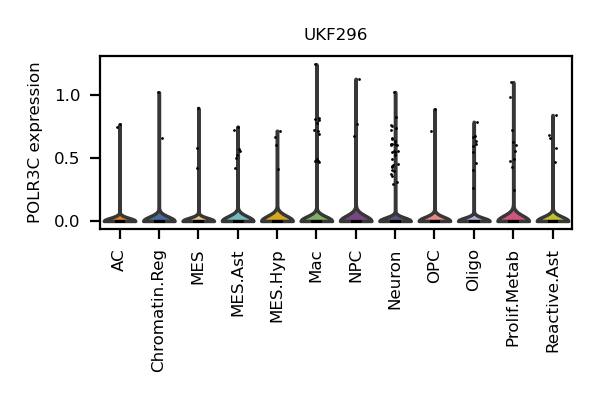 UKF296
POLR3C expression
1.0
0.5
0.0
AC
Chromatin.Reg
MES
MES.Ast
MES.Hyp
Mac
NPC
Neuron
OPC
Oligo
Prolif.Metab
Reactive.Ast